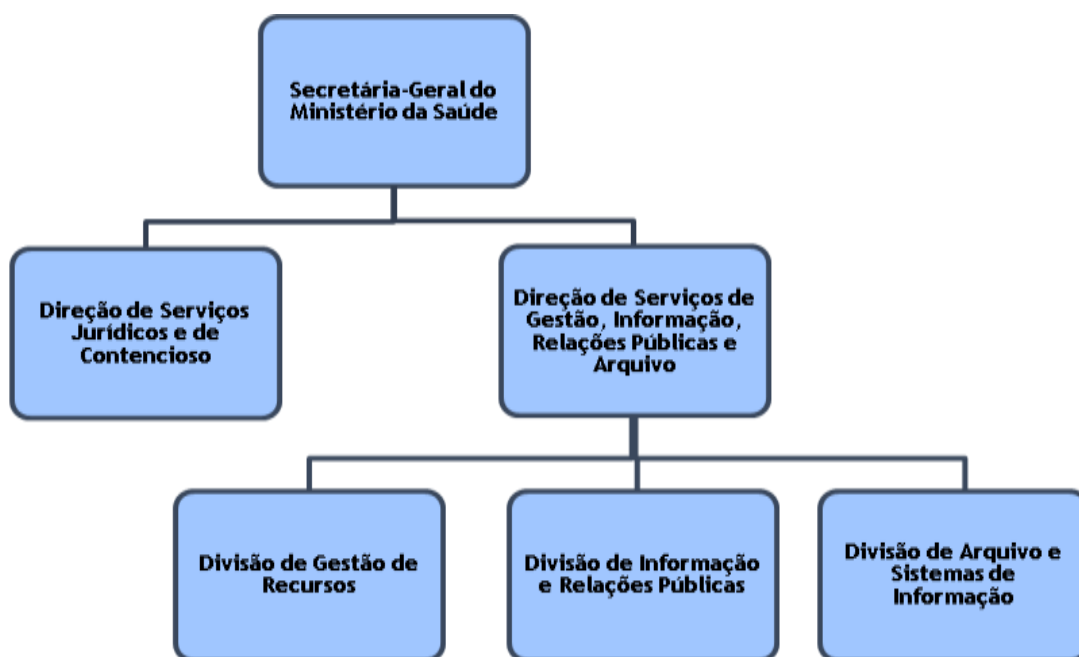 Secretária-Geral do
Ministério da Saúde
Direção de Serviços
Jurídicos e de
Contencioso
Direção de Serviços de
Gestão, Informação,
Relações Públicas e
Arquivo
Divisão de Gestão de
Recursos
Divisão de Informação
e Relações Públicas
Divisão de Arquivo e
Sistemas de
Informação